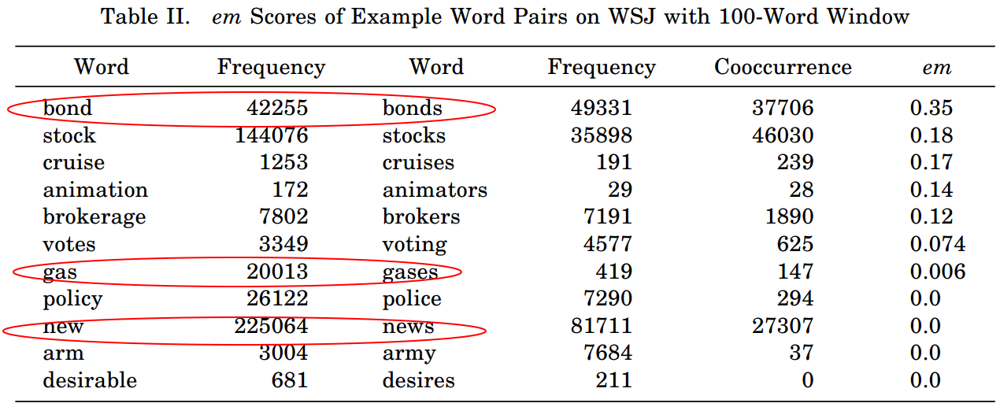 Table II. em Scores of Example Word Pairs on WSJ with 100-Word Window
Word Frequency Word Frequency Cooccurrence em
bond 42255 bonds 49331 37706 0.35
stock 144076 stocks 35898 46030 0.18
cruise 1253 cruises 191 239 0.17
animation 172 animators 29 28 0.14
brokerage 7802 brokers 7191 1890 0.12
votes 3349 voting 4577 625 0.074
gas 20013 gases 419 147 0.006
policy 26122 police 7290 294 0.0
new 225064 news 81711 27307 0.0
arm 3004 army 7684 37 0.0
desirable 681 desires 211 0 0.0